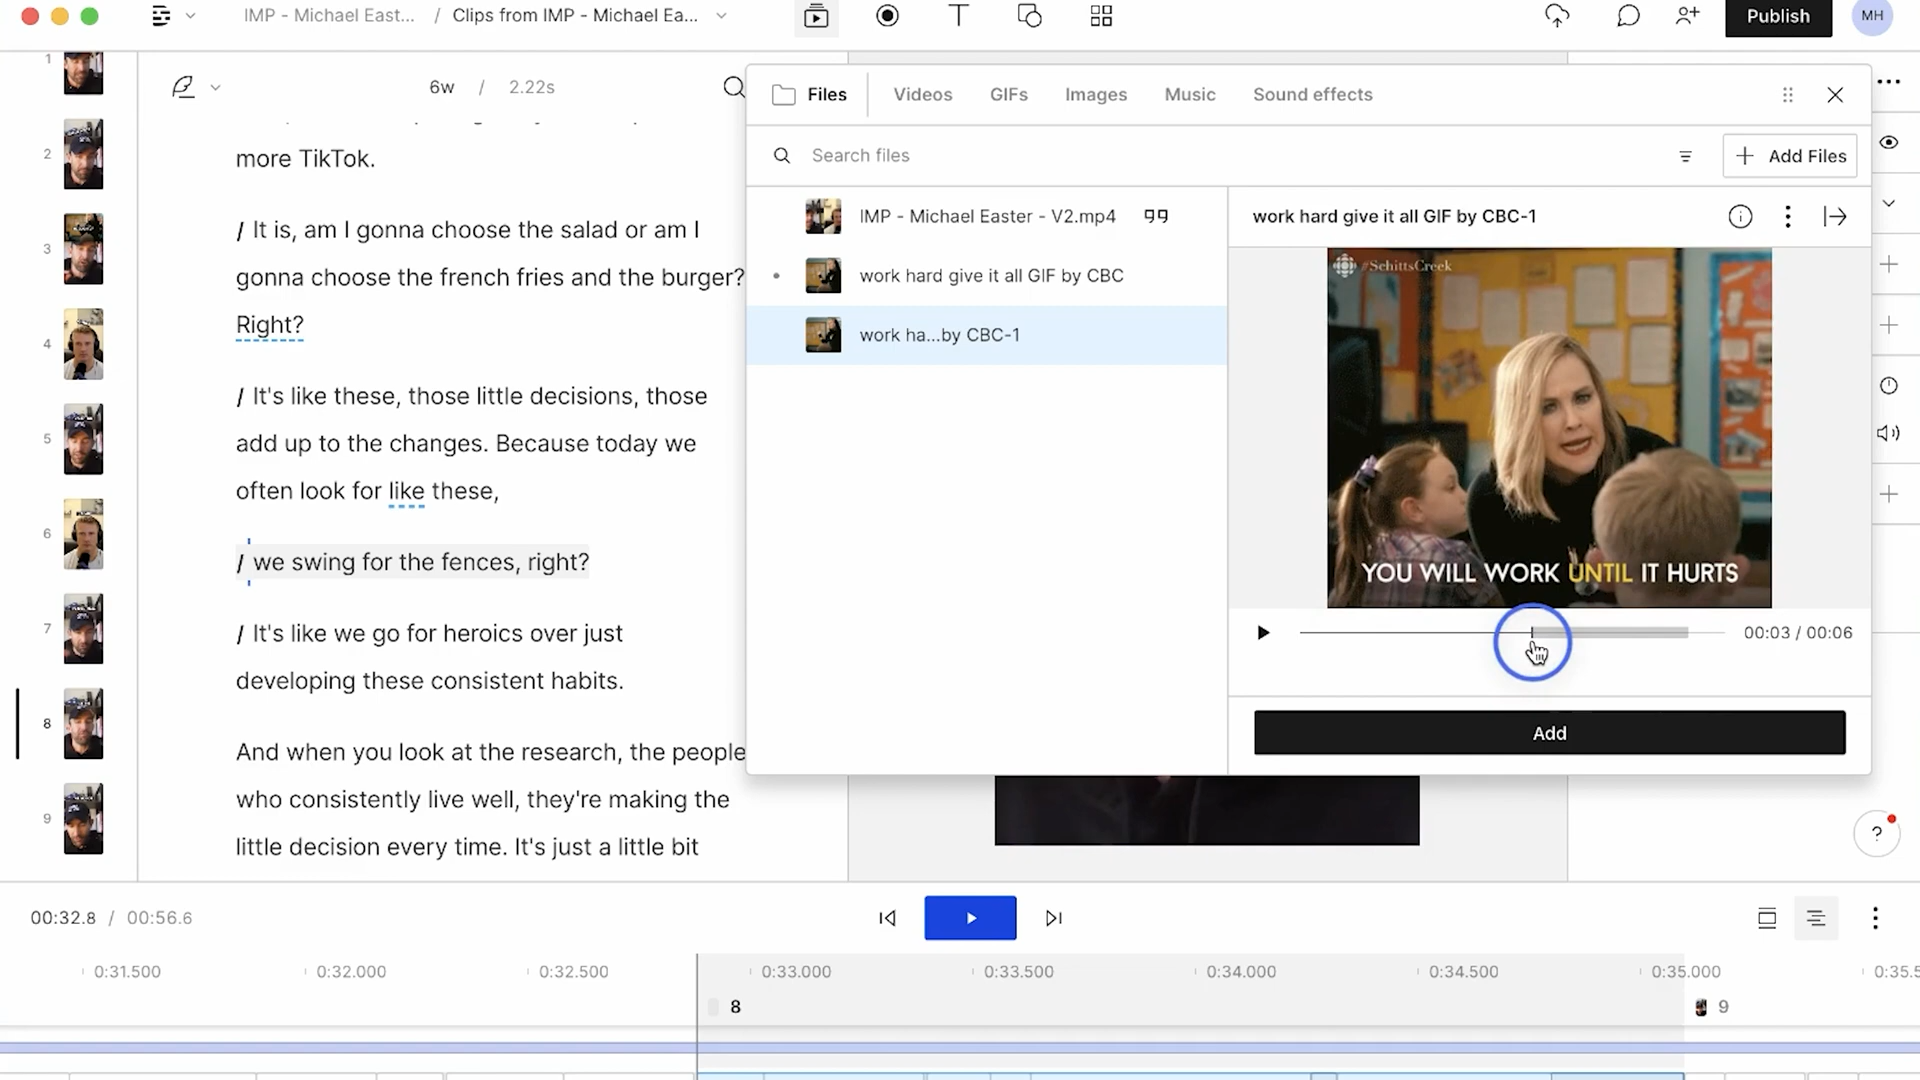 IMP - Michael East... / Clips from IMP - Michael Ea...
Publish
MH
1
2
3
4
5
6
7
8
9
6w / 2.22s
more TikTok.
/ It is, am I gonna choose the salad or am I
gonna choose the french fries and the burger?
Right?
/ It's like these, those little decisions, those
add up to the changes. Because today we
often look for like these,
/ we swing for the fences, right?
/ It's like we go for heroics over just
developing these consistent habits.
And when you look at the research, the people
who consistently live well, they're making the
little decision every time. It's just a little bit
Files Videos GIFs Images Music Sound effects
Search files
+ Add Files
IMP - Michael Easter - V2.mp4
work hard give it all GIF by CBC
work ha...by CBC-1
work hard give it all GIF by CBC-1
#SchittsCreek
YOU WILL WORK UNTIL IT HURTS
00:03 / 00:06
Add
?
00:32.8 / 00:56.6
0:31.500 0:32.000 0:32.500 0:33.000 0:33.500 0:34.000 0:34.500 0:35.000 0:35.5
8 9